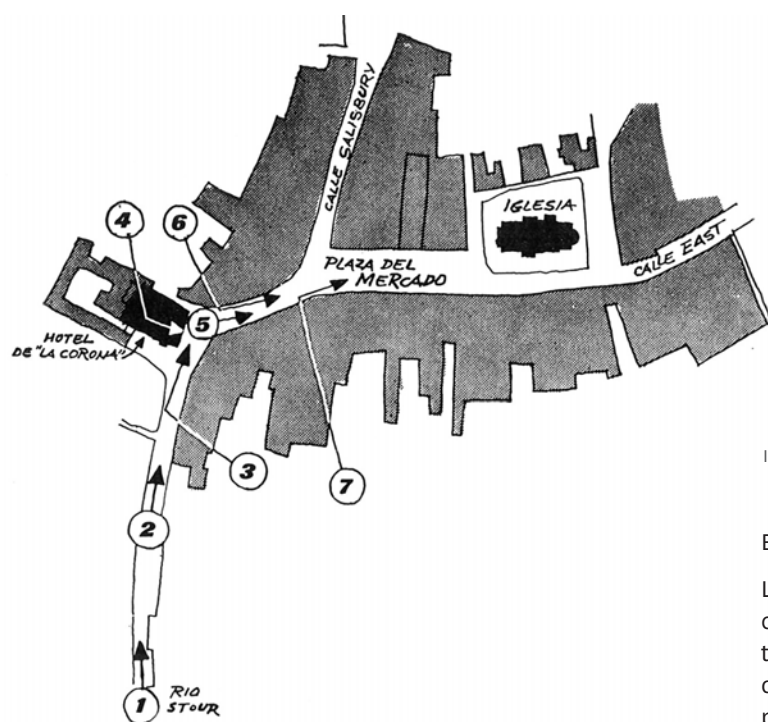 CALLE SALISBURY
IGLESIA
4
6
PLAZA DEL
MERCADO
CALLE EAST
5
HOTEL
DE "LA CORONA"
3
7
2
1
RIO
STOUR